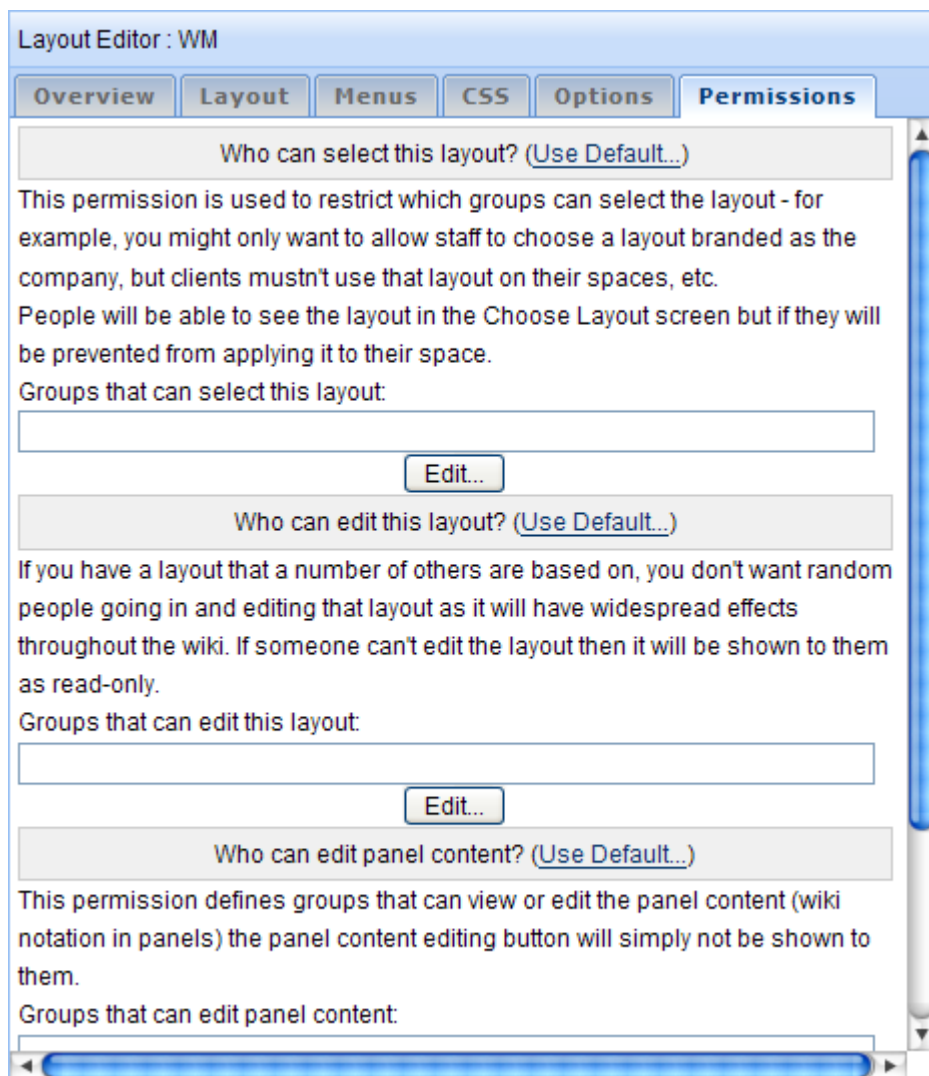 Layout Editor : WM
Overview Layout Menus CSS Options Permissions
Who can select this layout? (Use Default...)
This permission is used to restrict which groups can select the layout - for
example, you might only want to allow staff to choose a layout branded as the
company, but clients mustn't use that layout on their spaces, etc.
People will be able to see the layout in the Choose Layout screen but if they will
be prevented from applying it to their space.
Groups that can select this layout:
Edit...
Who can edit this layout? (Use Default...)
If you have a layout that a number of others are based on, you don't want random
people going in and editing that layout as it will have widespread effects
throughout the wiki. If someone can't edit the layout then it will be shown to them
as read-only.
Groups that can edit this layout:
Edit...
Who can edit panel content? (Use Default...)
This permission defines groups that can view or edit the panel content (wiki
notation in panels) the panel content editing button will simply not be shown to
them.
Groups that can edit panel content: